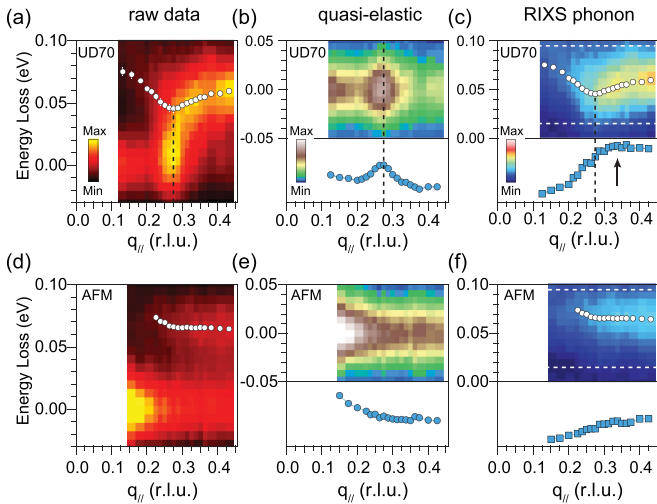 raw data
quasi-elastic
RIXS phonon
(a)
(b)
(c)
0.10
0.05
0.00
Energy Loss (eV)
UD70
Max
Min
0.0 0.1 0.2 0.3 0.4
q// (r.l.u.)
0.05
0.00
-0.05
UD70
Max
Min
0.0 0.1 0.2 0.3 0.4
q// (r.l.u.)
0.10
0.05
0.00
UD70
Max
Min
0.0 0.1 0.2 0.3 0.4
q// (r.l.u.)
(d)
(e)
(f)
0.10
0.05
0.00
Energy Loss (eV)
AFM
0.0 0.1 0.2 0.3 0.4
q// (r.l.u.)
0.05
0.00
-0.05
AFM
0.0 0.1 0.2 0.3 0.4
q// (r.l.u.)
0.10
0.05
0.00
AFM
0.0 0.1 0.2 0.3 0.4
q// (r.l.u.)